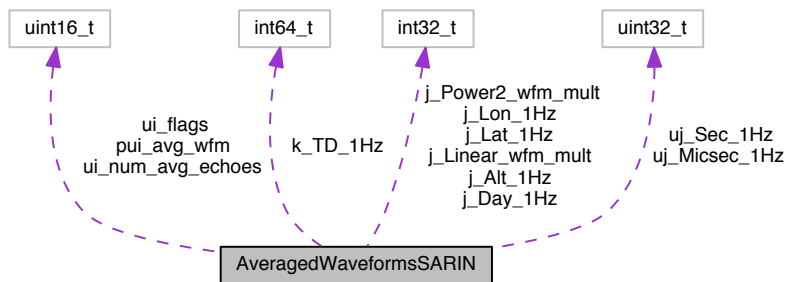 uint16_t
int64_t
int32_t
uint32_t
ui_flags
pui_avg_wfm
ui_num_avg_echoes
k_TD_1Hz
j_Power2_wfm_mult
j_Lon_1Hz
j_Lat_1Hz
j_Linear_wfm_mult
j_Alt_1Hz
j_Day_1Hz
uj_Sec_1Hz
uj_Micsec_1Hz
AveragedWaveformsSARIN